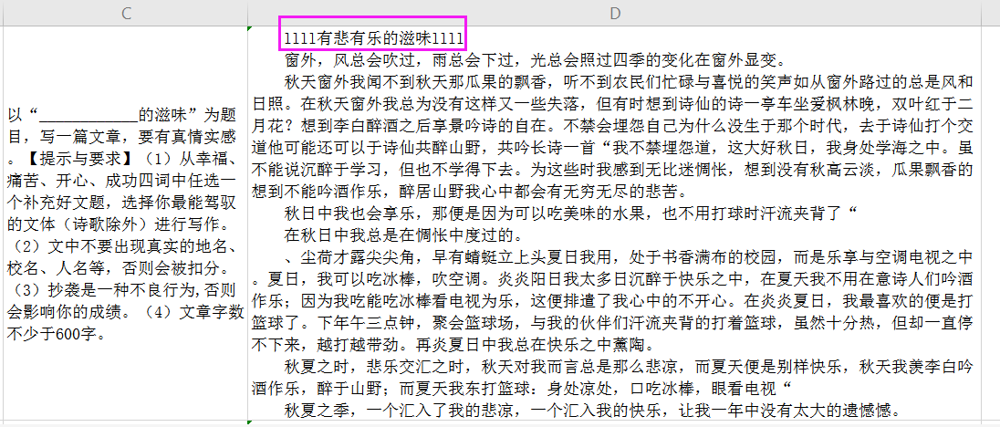 C
D
以“____________的滋味”为题
目，写一篇文章，要有真情实感
。【提示与要求】（1）从幸福、
痛苦、开心、成功四词中任选一
个补充好文题，选择你最能驾驭
的文体（诗歌除外）进行写作。
（2）文中不要出现真实的地名、
校名、人名等，否则会被扣分。
（3）抄袭是一种不良行为,否则
会影响你的成绩。（4）文章字数
不少于600字。
1111有悲有乐的滋味1111
窗外，风总会吹过，雨总会下过，光总会照过四季的变化在窗外显变。
秋天窗外我闻不到秋天那瓜果的飘香，听不到农民们忙碌与喜悦的笑声如从窗外路过的总是风和
日照。在秋天窗外我总为没有这样又一些失落，但有时想到诗仙的诗一亭车坐爱枫林晚，双叶红于二
月花？想到李白醉酒之后享景吟诗的自在。不禁会埋怨自己为什么没生于那个时代，去于诗仙打个交
道他可能还可以于诗仙共醉山野，共吟长诗一首“我不禁埋怨道，这大好秋日，我身处学海之中。虽
不能说沉醉于学习，但也不学得下去。为这些时我感到无比迷惆怅，想到没有秋高云淡，瓜果飘香的
想到不能吟酒作乐，醉居山野我心中都会有无穷无尽的悲苦。
秋日中我也会享乐，那便是因为可以吃美味的水果，也不用打球时汗流夹背了“
在秋日中我总是在惆怅中度过的。
、尘荷才露尖尖角，早有蜻蜓立上头夏日我用，处于书香满布的校园，而是乐享与空调电视之中
。夏日，我可以吃冰棒，吹空调。炎炎阳日我太多日沉醉于快乐之中，在夏天我不用在意诗人们吟酒
作乐；因为我吃能吃冰棒看电视为乐，这便排遣了我心中的不开心。在炎炎夏日，我最喜欢的便是打
篮球了。下年午三点钟，聚会篮球场，与我的伙伴们汗流夹背的打着篮球，虽然十分热，但却一直停
不下来，越打越带劲。再炎夏日中我总在快乐之中薰陶。
秋夏之时，悲乐交汇之时，秋天对我而言总是那么悲凉，而夏天便是别样快乐，秋天我羡李白吟
酒作乐，醉于山野；而夏天我东打篮球：身处凉处，口吃冰棒，眼看电视“
秋夏之季，一个汇入了我的悲凉，一个汇入我的快乐，让我一年中没有太大的遗憾憾。